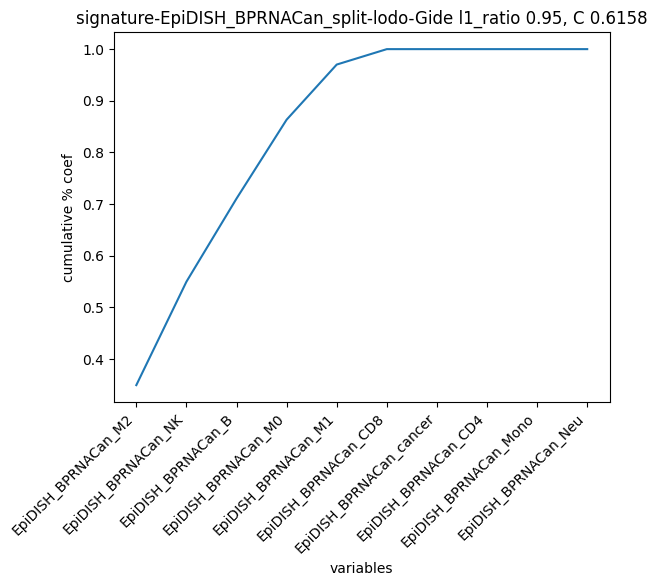 signature-EpiDISH_BPRNACan_split-lodo-Gide l1_ratio 0.95, C 0.6158
1.0
0.9
0.8
0.7
0.6
0.5
0.4
cumulative % coef
EpiDISH_BPRNACan_M2
EpiDISH_BPRNACan_NK
EpiDISH_BPRNACan_B
EpiDISH_BPRNACan_M0
EpiDISH_BPRNACan_M1
EpiDISH_BPRNACan_CD8
EpiDISH_BPRNACan_cancer
EpiDISH_BPRNACan_CD4
EpiDISH_BPRNACan_Mono
EpiDISH_BPRNACan_Neu
variables